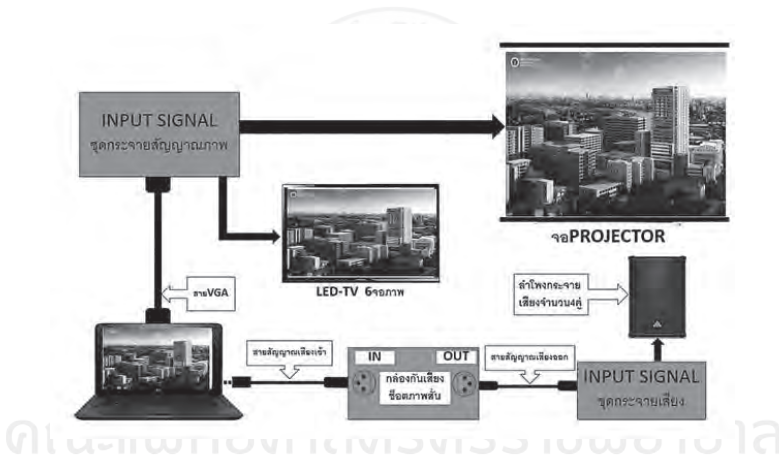 INPUT SIGNAL
ชุดกระจายสัญญาณภาพ
จอPROJECTOR
LED-TV 6จอภาพ
สายVGA
ลำโพงกระจาย
เสียงจำนวน4คู่
สายสัญญาณเสียงเข้า
IN
OUT
กล่องกันเสียง
ช็อตภาพสั่น
สายสัญญาณเสียงออก
INPUT SIGNAL
ชุดกระจายเสียง